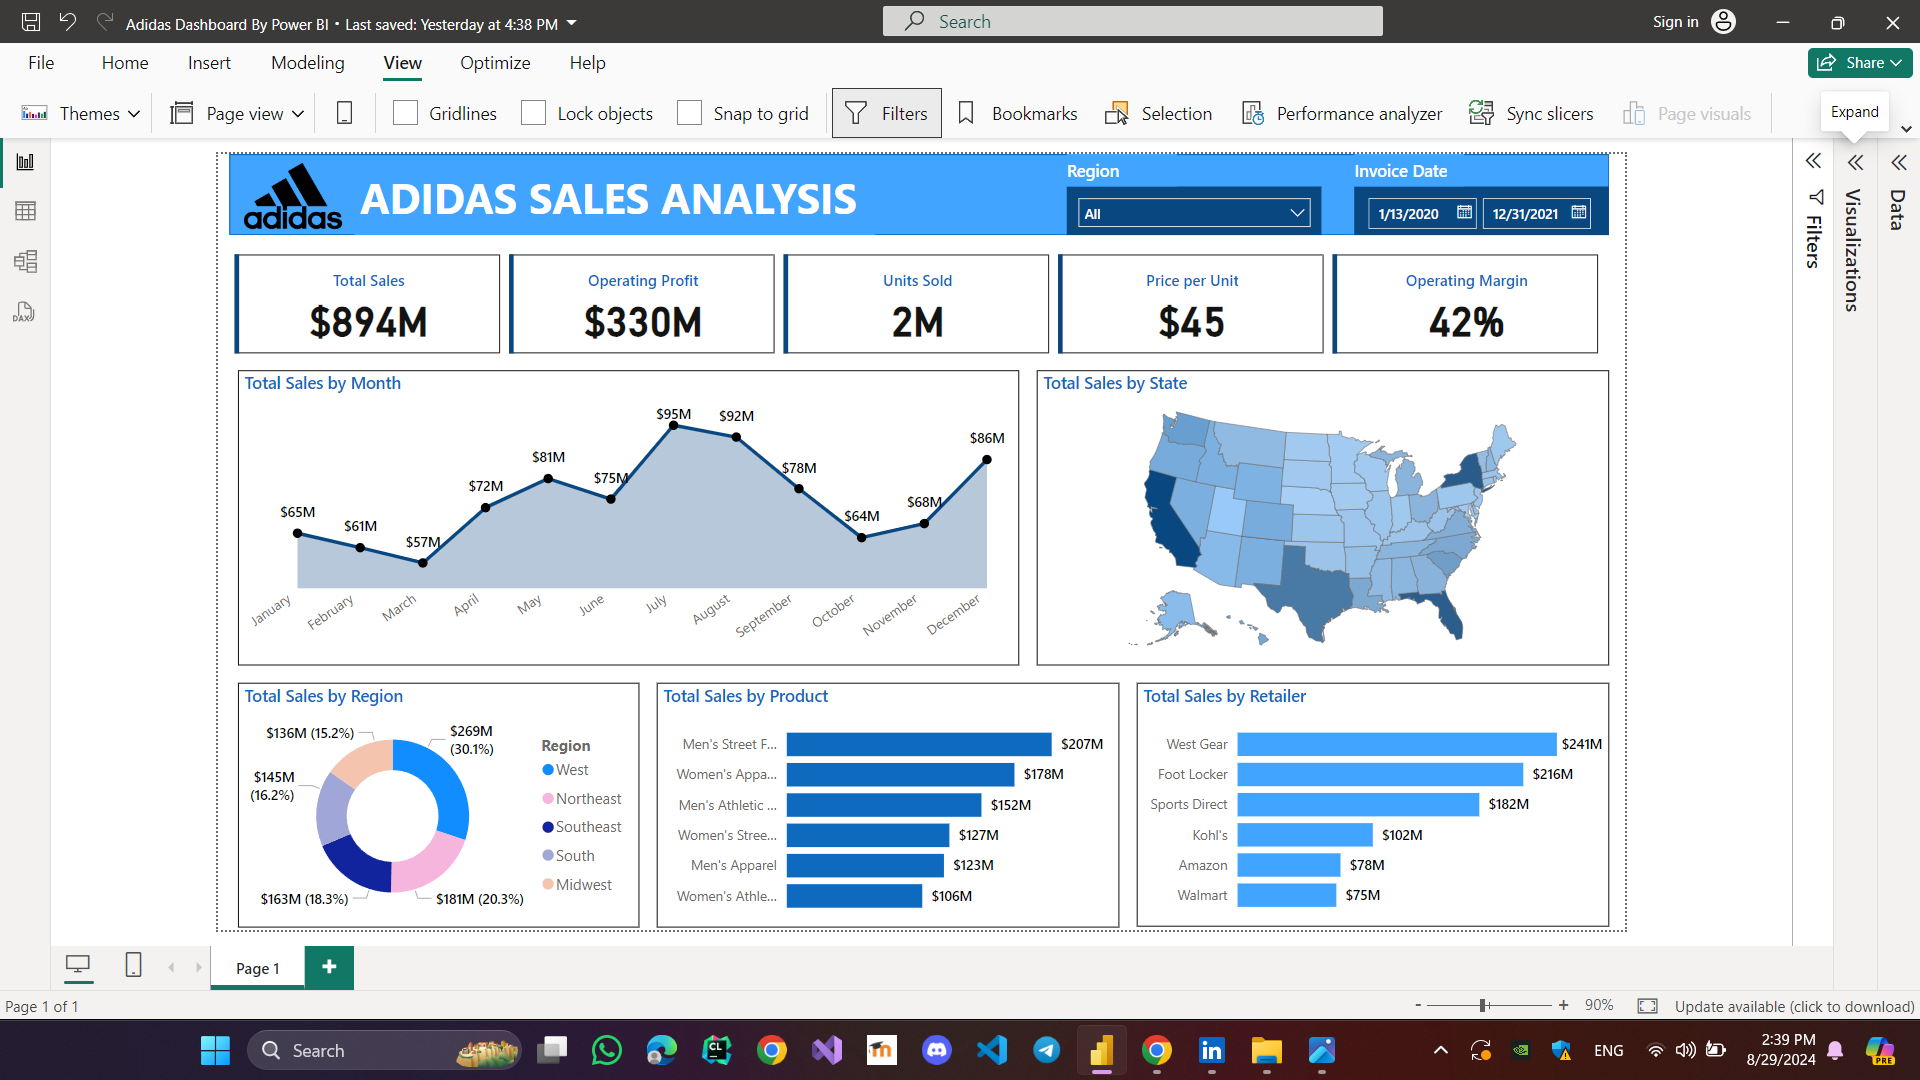 Adidas Dashboard By Power BI • Last saved: Yesterday at 4:38 PM
Search
Sign in
File Home Insert Modeling View Optimize Help
Share
Themes Page view Gridlines Lock objects Snap to grid Filters Bookmarks Selection Performance analyzer Sync slicers Page visuals
Expand
adidas
ADIDAS SALES ANALYSIS
Region
All
Invoice Date
1/13/2020 12/31/2021
Filters
Visualizations
Data
DAX
Total Sales
$894M
Operating Profit
$330M
Units Sold
2M
Price per Unit
$45
Operating Margin
42%
Total Sales by Month
$65M
$61M
$57M
$72M
$81M
$75M
$95M
$92M
$78M
$64M
$68M
$86M
January
February
March
April
May
June
July
August
September
October
November
December
Total Sales by State
Total Sales by Region
$136M (15.2%)
$269M
(30.1%)
$145M
(16.2%)
$163M (18.3%)
$181M (20.3%)
Region
West
Northeast
Southeast
South
Midwest
Total Sales by Product
Men's Street F... $207M
Women's Appa... $178M
Men's Athletic ... $152M
Women's Stree... $127M
Men's Apparel $123M
Women's Athle... $106M
Total Sales by Retailer
West Gear $241M
Foot Locker $216M
Sports Direct $182M
Kohl's $102M
Amazon $78M
Walmart $75M
Page 1
+
Page 1 of 1
- + 90%
Update available (click to download)
Search
CL
m
in
ENG
2:39 PM
8/29/2024
PRE